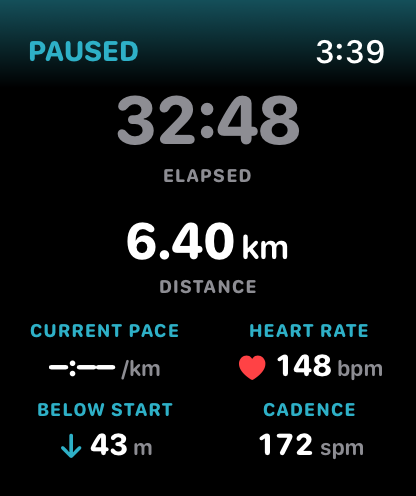 PAUSED 3:39
32:48
ELAPSED
6.40 km
DISTANCE
CURRENT PACE HEART RATE
–:–– /km 148 bpm
BELOW START CADENCE
↓ 43 m 172 spm